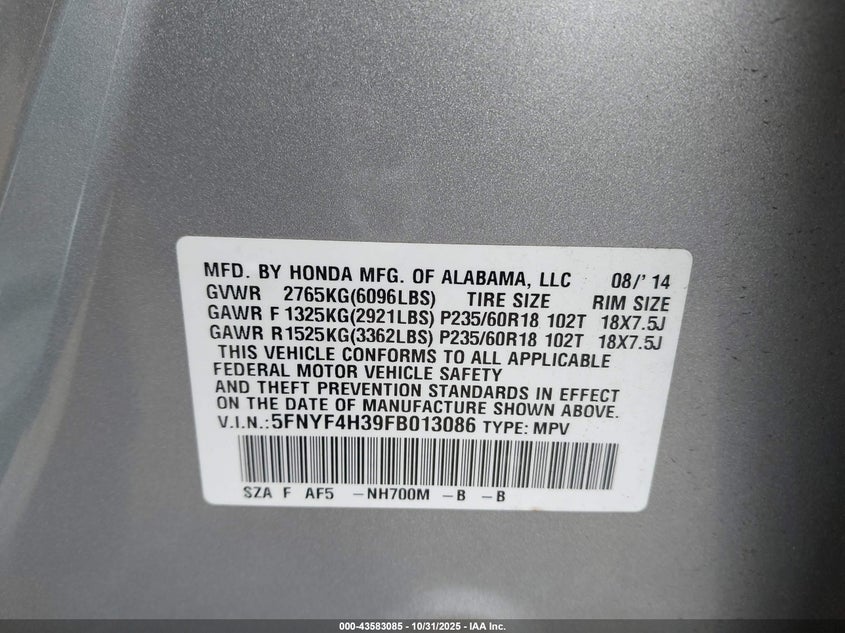 MFD. BY HONDA MFG. OF ALABAMA, LLC 08/'14
GVWR 2765KG(6096LBS) TIRE SIZE RIM SIZE
GAWR F 1325KG(2921LBS) P235/60R18 102T 18X7.5J
GAWR R 1525KG(3362LBS) P235/60R18 102T 18X7.5J
THIS VEHICLE CONFORMS TO ALL APPLICABLE
FEDERAL MOTOR VEHICLE SAFETY
AND THEFT PREVENTION STANDARDS IN EFFECT
ON THE DATE OF MANUFACTURE SHOWN ABOVE.
V.I.N.:5FNYF4H39FB013086 TYPE: MPV
SZA F AF5 -NH700M -B -B
000-43583085 - 10/31/2025 - IAA Inc.